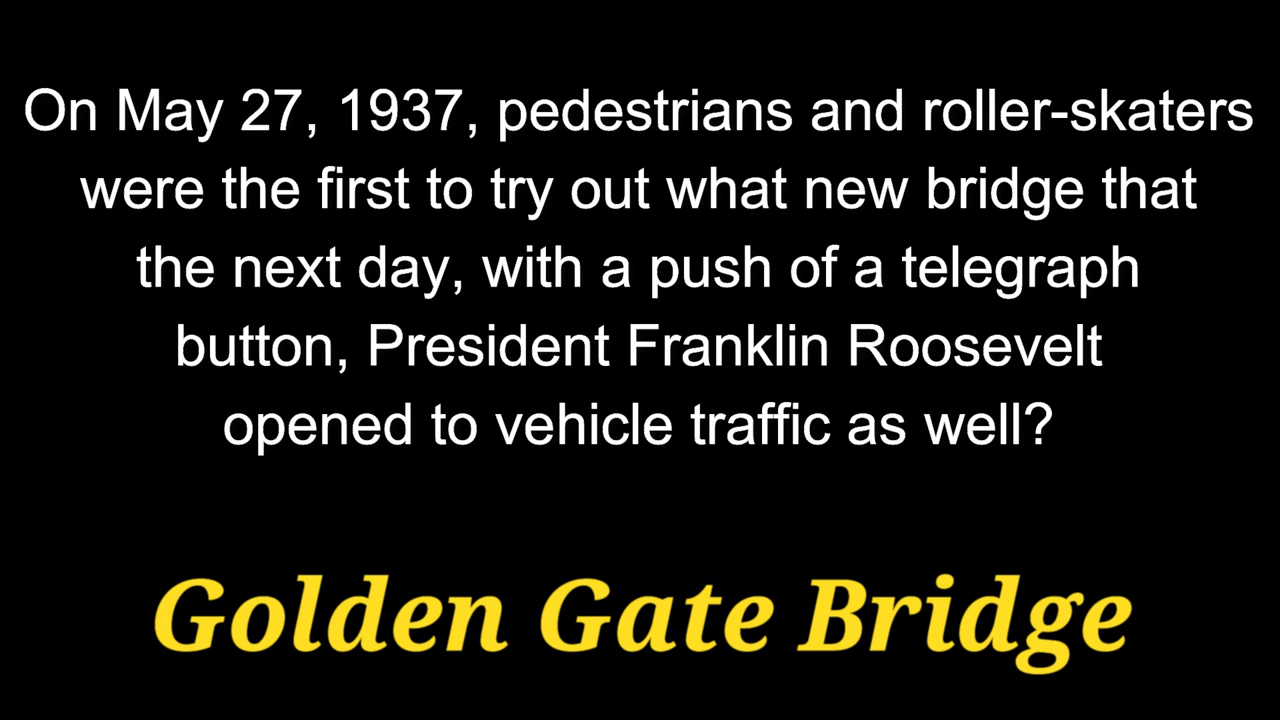 On May 27, 1937, pedestrians and roller-skaters
were the first to try out what new bridge that
the next day, with a push of a telegraph
button, President Franklin Roosevelt
opened to vehicle traffic as well?
Golden Gate Bridge